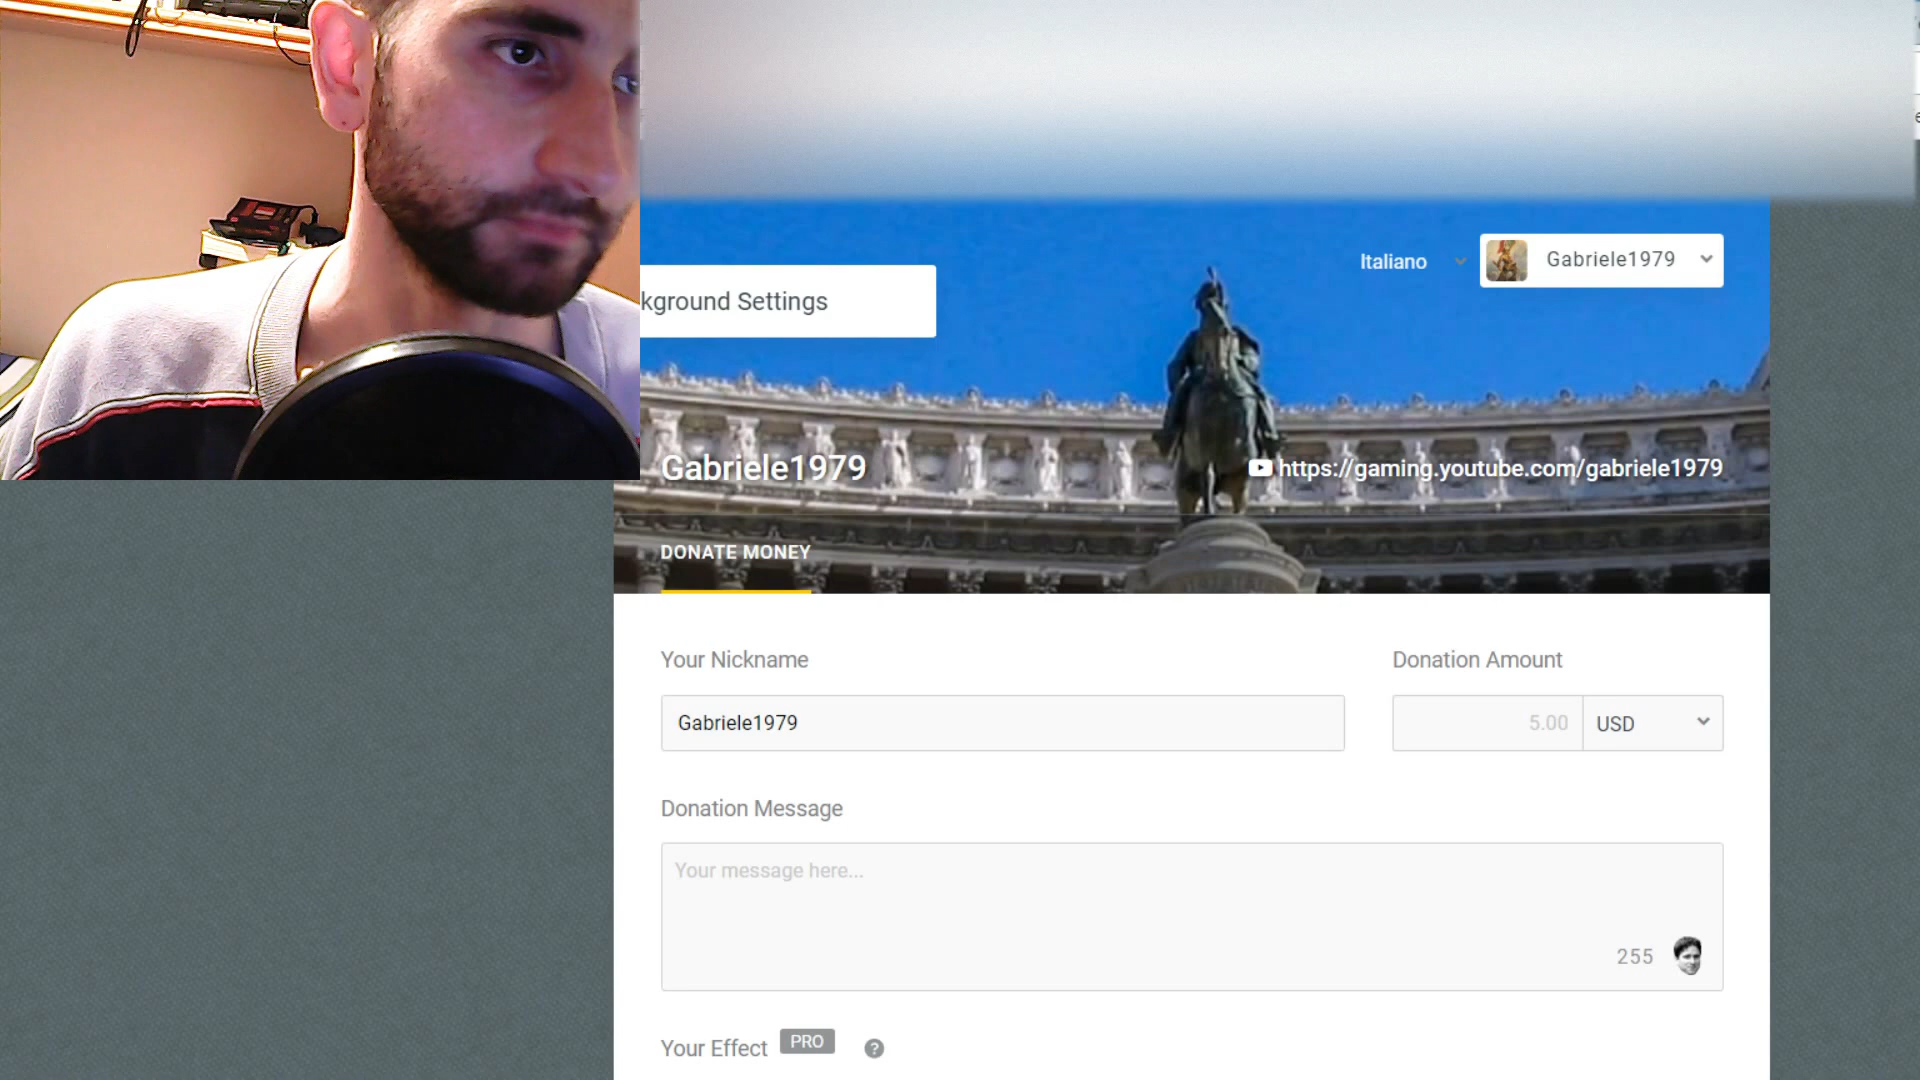 Italiano
Gabriele1979
kground Settings
Gabriele1979
https://gaming.youtube.com/gabriele1979
DONATE MONEY
Your Nickname
Donation Amount
Gabriele1979
5.00
USD
Donation Message
Your message here...
255
Your Effect
PRO
?